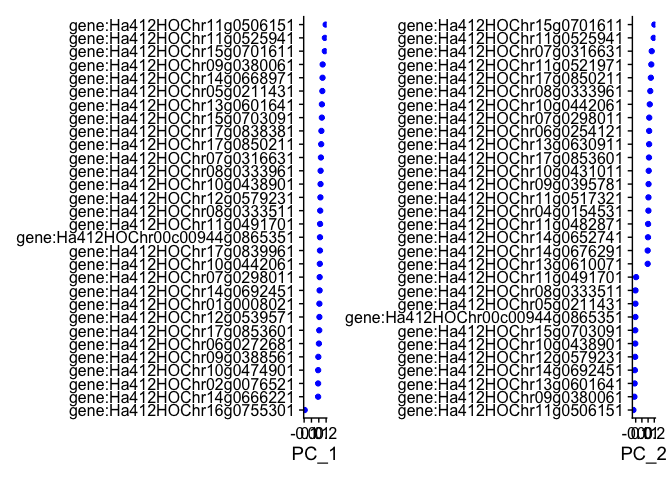 gene:Ha412HOChr11g0506151
gene:Ha412HOChr11g0525941
gene:Ha412HOChr15g0701611
gene:Ha412HOChr09g0380061
gene:Ha412HOChr14g0668971
gene:Ha412HOChr05g0211431
gene:Ha412HOChr13g0601641
gene:Ha412HOChr15g0703091
gene:Ha412HOChr17g0838381
gene:Ha412HOChr17g0850211
gene:Ha412HOChr07g0316631
gene:Ha412HOChr08g0333961
gene:Ha412HOChr10g0438901
gene:Ha412HOChr12g0579231
gene:Ha412HOChr08g0333511
gene:Ha412HOChr11g0491701
gene:Ha412HOChr00c00944g0865351
gene:Ha412HOChr17g0839961
gene:Ha412HOChr10g0442061
gene:Ha412HOChr07g0298011
gene:Ha412HOChr14g0692451
gene:Ha412HOChr01g0008021
gene:Ha412HOChr12g0539571
gene:Ha412HOChr17g0853601
gene:Ha412HOChr06g0272681
gene:Ha412HOChr09g0388561
gene:Ha412HOChr10g0474901
gene:Ha412HOChr02g0076521
gene:Ha412HOChr14g0666221
gene:Ha412HOChr16g0755301
PC_1
gene:Ha412HOChr15g0701611
gene:Ha412HOChr11g0525941
gene:Ha412HOChr07g0316631
gene:Ha412HOChr11g0521971
gene:Ha412HOChr17g0850211
gene:Ha412HOChr08g0333961
gene:Ha412HOChr10g0442061
gene:Ha412HOChr07g0298011
gene:Ha412HOChr06g0254121
gene:Ha412HOChr13g0630911
gene:Ha412HOChr17g0853601
gene:Ha412HOChr10g0431011
gene:Ha412HOChr09g0395781
gene:Ha412HOChr11g0517321
gene:Ha412HOChr04g0154531
gene:Ha412HOChr11g0482871
gene:Ha412HOChr14g0652741
gene:Ha412HOChr14g0676291
gene:Ha412HOChr13g0610071
gene:Ha412HOChr11g0491701
gene:Ha412HOChr08g0333511
gene:Ha412HOChr05g0211431
gene:Ha412HOChr00c00944g0865351
gene:Ha412HOChr15g0703091
gene:Ha412HOChr10g0438901
gene:Ha412HOChr12g0579231
gene:Ha412HOChr14g0692451
gene:Ha412HOChr13g0601641
gene:Ha412HOChr09g0380061
gene:Ha412HOChr11g0506151
PC_2